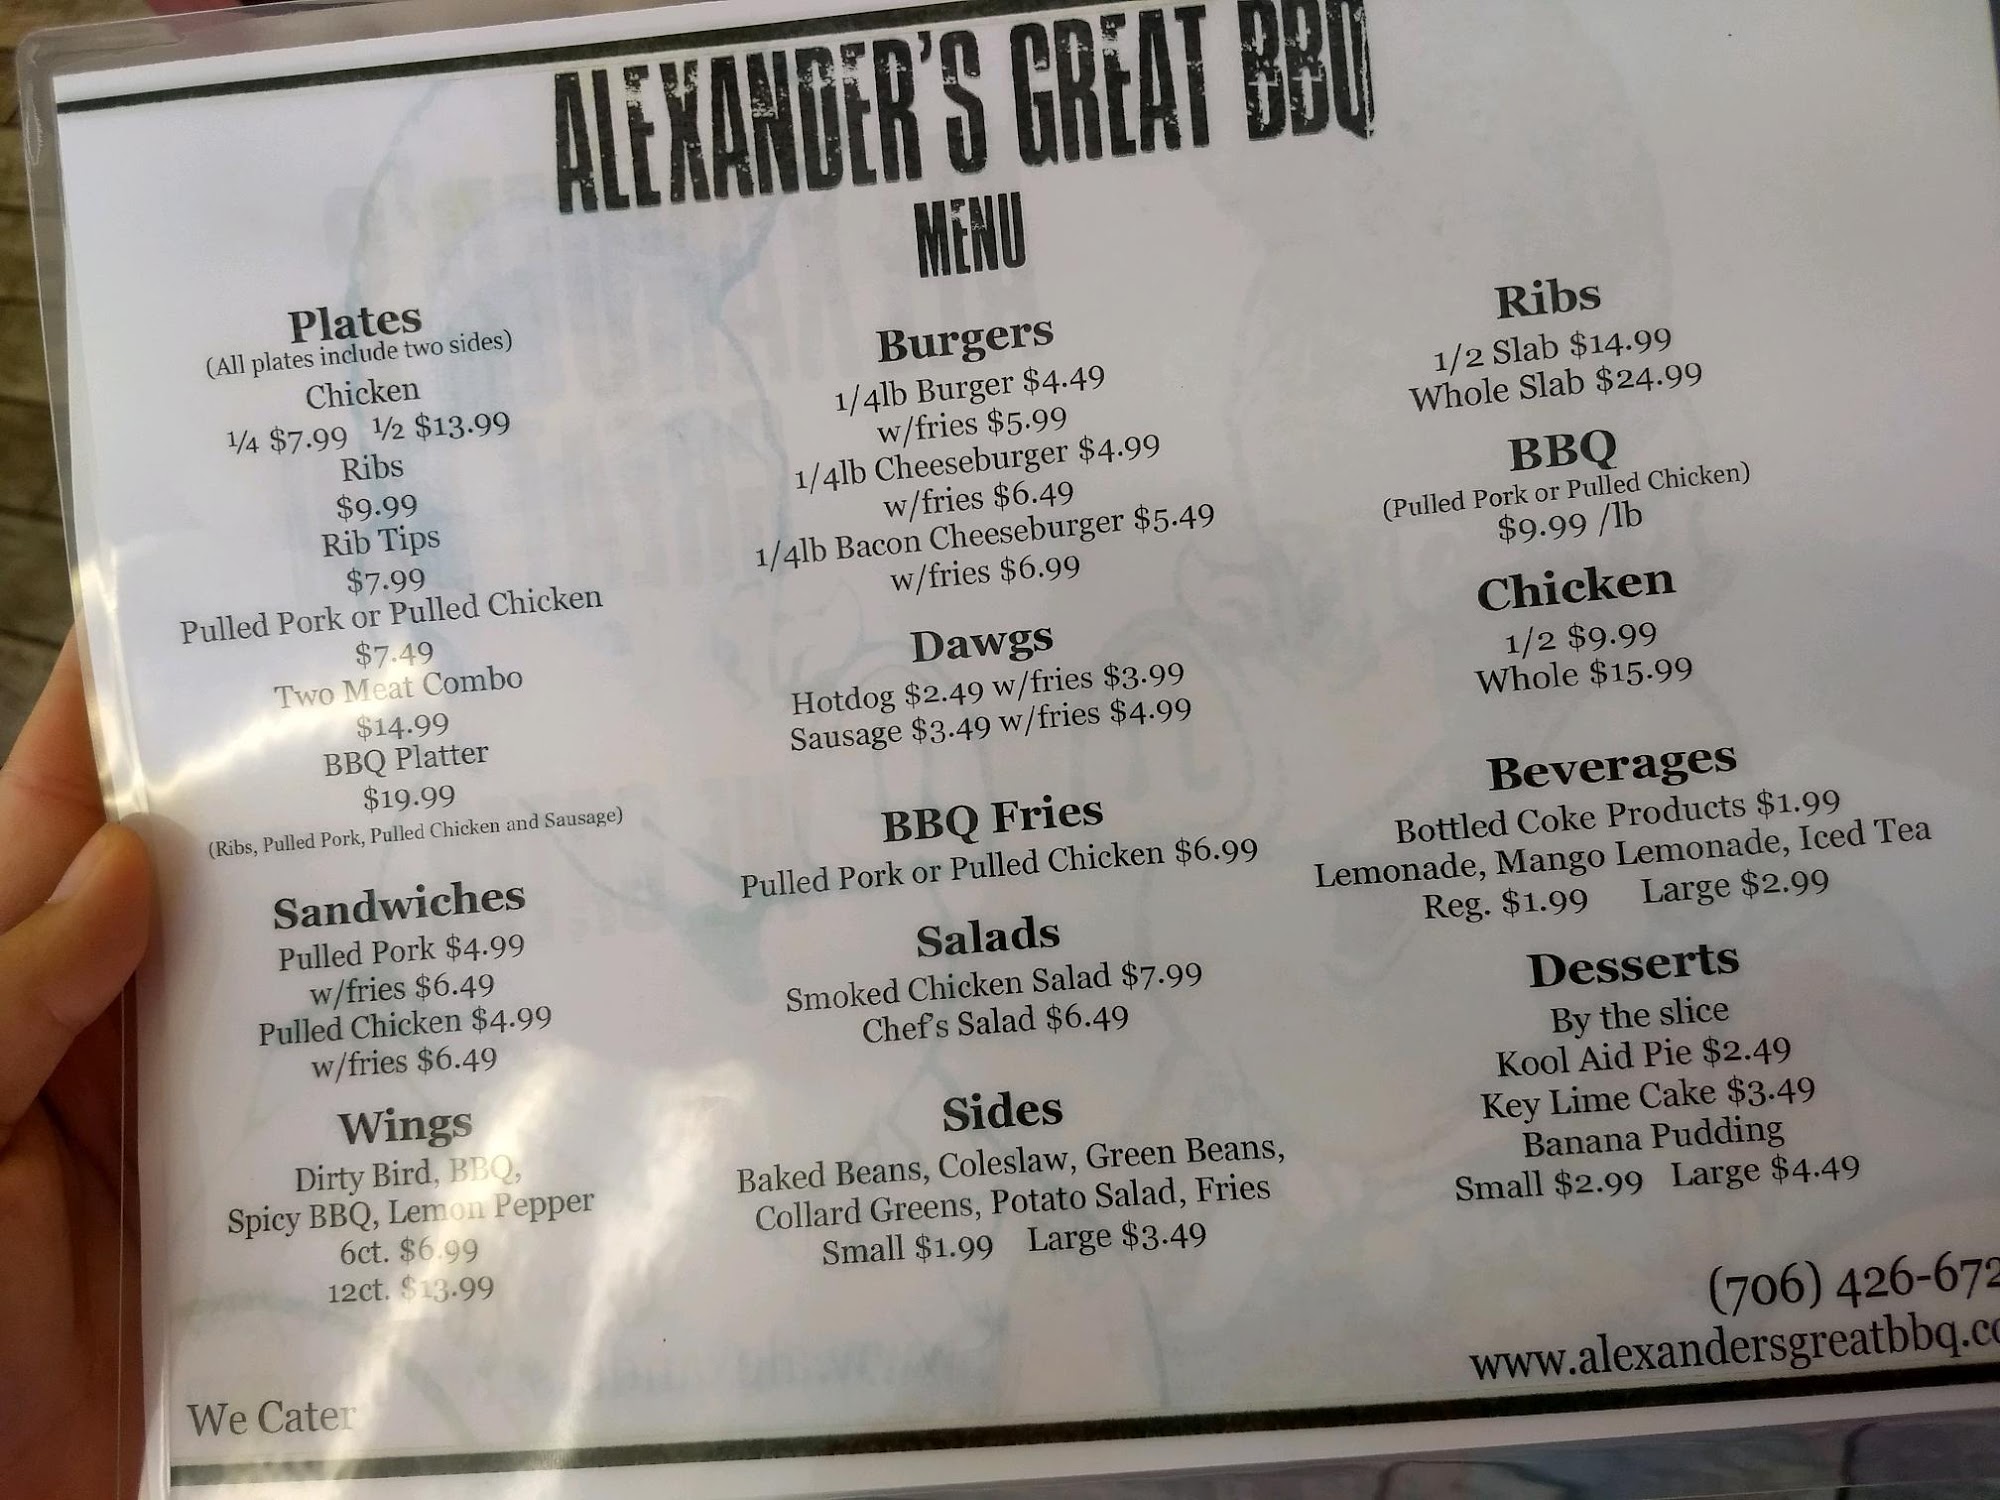 ALEXANDER'S GREAT BBQ
MENU
Plates
(All plates include two sides)
Chicken
¼ $7.99 ½ $13.99
Ribs
$9.99
Rib Tips
$7.99
Pulled Pork or Pulled Chicken
$7.49
Two Meat Combo
$14.99
BBQ Platter
$19.99
(Ribs, Pulled Pork, Pulled Chicken and Sausage)
Sandwiches
Pulled Pork $4.99
w/fries $6.49
Pulled Chicken $4.99
w/fries $6.49
Wings
Dirty Bird, BBQ,
Spicy BBQ, Lemon Pepper
6ct. $6.99
12ct. $13.99
We Cater
Burgers
1/4lb Burger $4.49
w/fries $5.99
1/4lb Cheeseburger $4.99
w/fries $6.49
1/4lb Bacon Cheeseburger $5.49
w/fries $6.99
Dawgs
Hotdog $2.49 w/fries $3.99
Sausage $3.49 w/fries $4.99
BBQ Fries
Pulled Pork or Pulled Chicken $6.99
Salads
Smoked Chicken Salad $7.99
Chef's Salad $6.49
Sides
Baked Beans, Coleslaw, Green Beans,
Collard Greens, Potato Salad, Fries
Small $1.99 Large $3.49
Ribs
1/2 Slab $14.99
Whole Slab $24.99
BBQ
(Pulled Pork or Pulled Chicken)
$9.99 /lb
Chicken
1/2 $9.99
Whole $15.99
Beverages
Bottled Coke Products $1.99
Lemonade, Mango Lemonade, Iced Tea
Reg. $1.99 Large $2.99
Desserts
By the slice
Kool Aid Pie $2.49
Key Lime Cake $3.49
Banana Pudding
Small $2.99 Large $4.49
(706) 426-672
www.alexandersgreatbbq.co